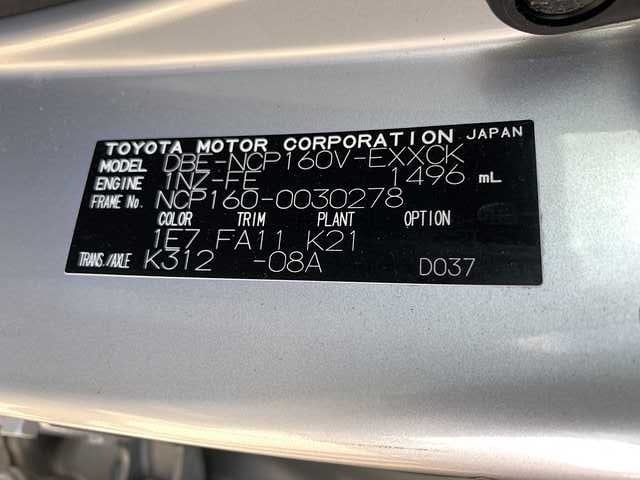 TOYOTA MOTOR CORPORATION JAPAN
MODEL DBE-NCP160V-EXXCK
ENGINE 1NZ-FE 1496 mL
FRAME No. NCP160-0030278
COLOR TRIM PLANT OPTION
1E7 FA11 K21
TRANS./AXLE K312 -08A D037